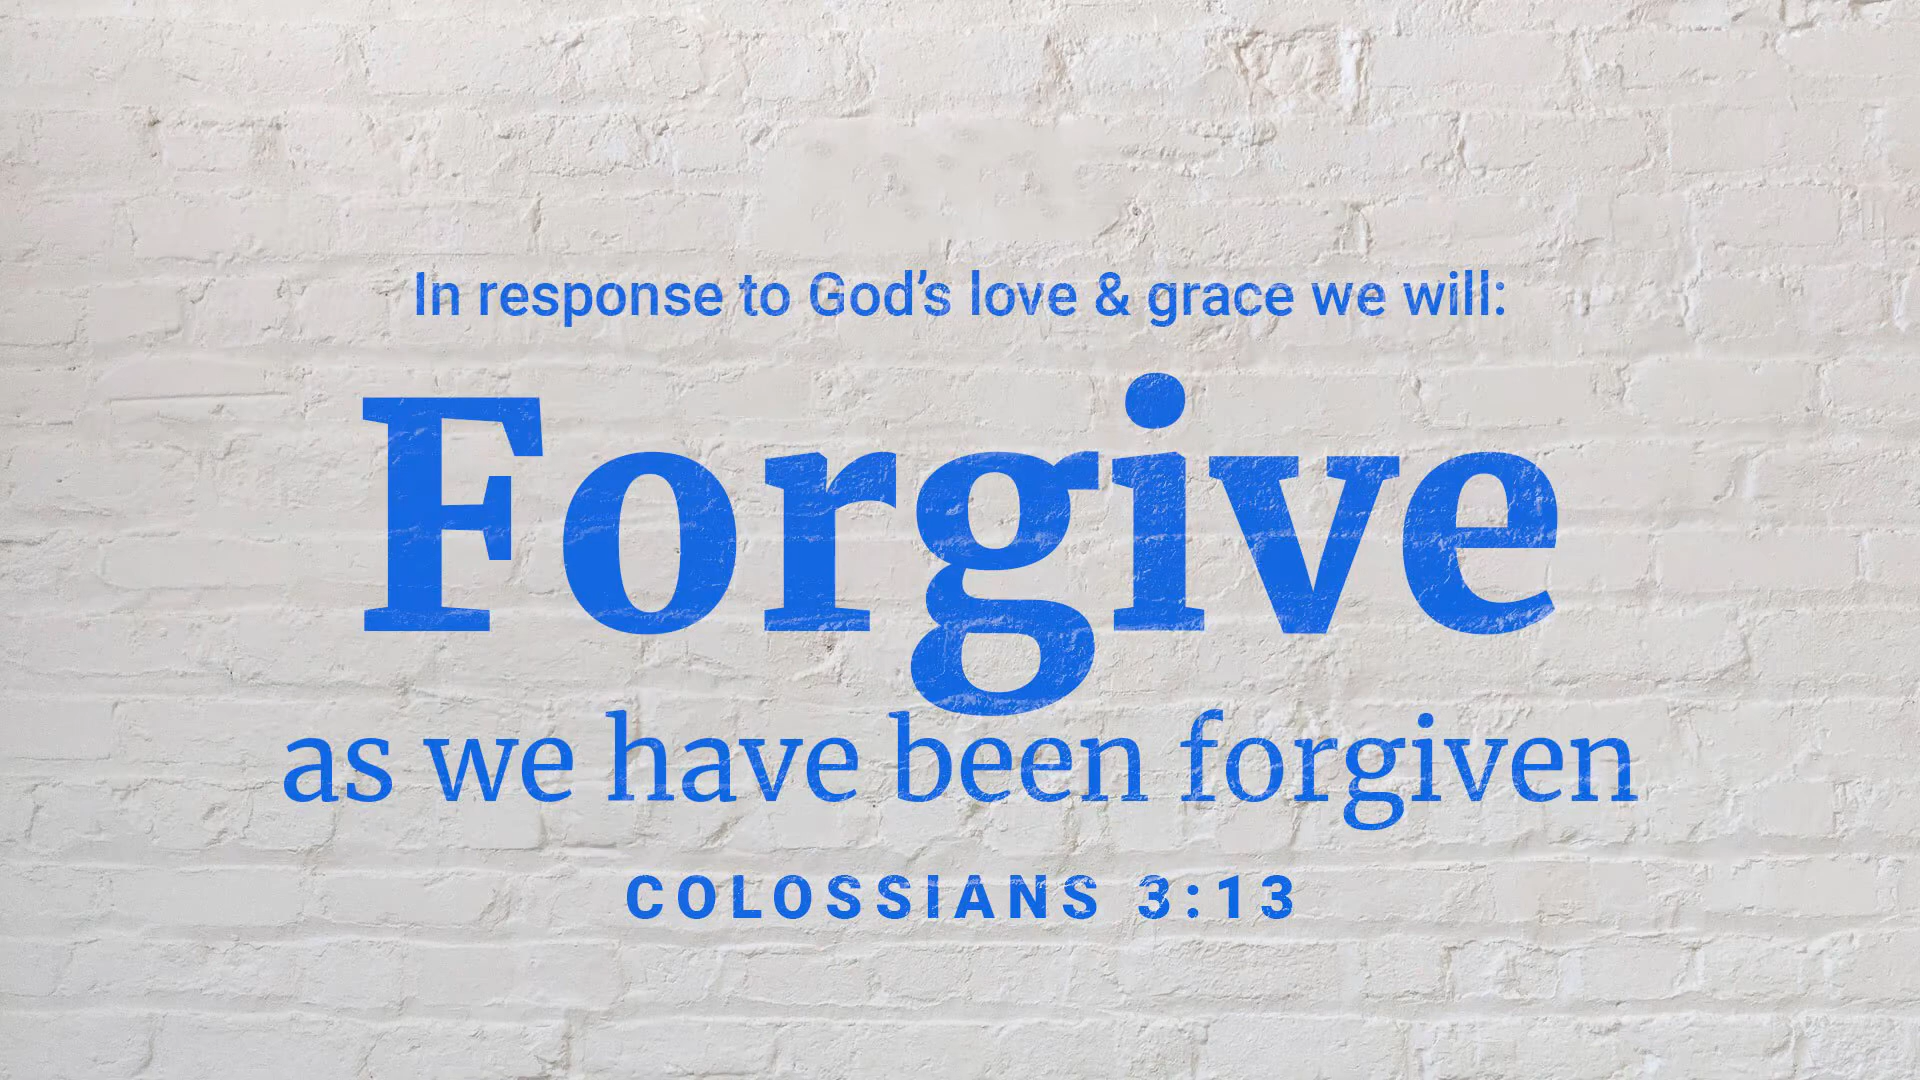 In response to God’s love & grace we will:
Forgive
as we have been forgiven
COLOSSIANS 3:13